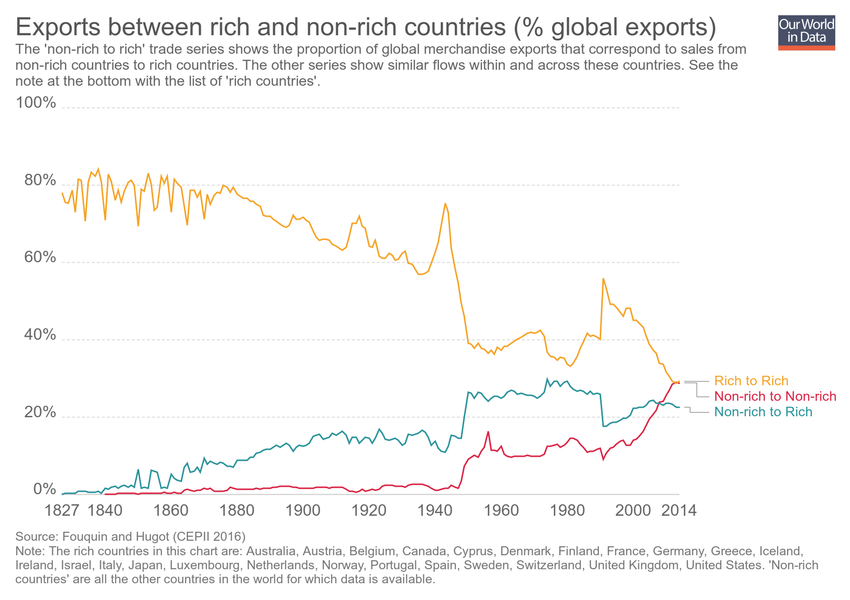 Exports between rich and non-rich countries (% global exports)
Our World
in Data
The 'non-rich to rich' trade series shows the proportion of global merchandise exports that correspond to sales from
non-rich countries to rich countries. The other series show similar flows within and across these countries. See the
note at the bottom with the list of 'rich countries'.
100%
80%
60%
40%
20%
0%
Rich to Rich
Non-rich to Non-rich
Non-rich to Rich
1827 1840 1860 1880 1900 1920 1940 1960 1980 2000 2014
Source: Fouquin and Hugot (CEPII 2016)
Note: The rich countries in this chart are: Australia, Austria, Belgium, Canada, Cyprus, Denmark, Finland, France, Germany, Greece, Iceland,
Ireland, Israel, Italy, Japan, Luxembourg, Netherlands, Norway, Portugal, Spain, Sweden, Switzerland, United Kingdom, United States. 'Non-rich
countries' are all the other countries in the world for which data is available.